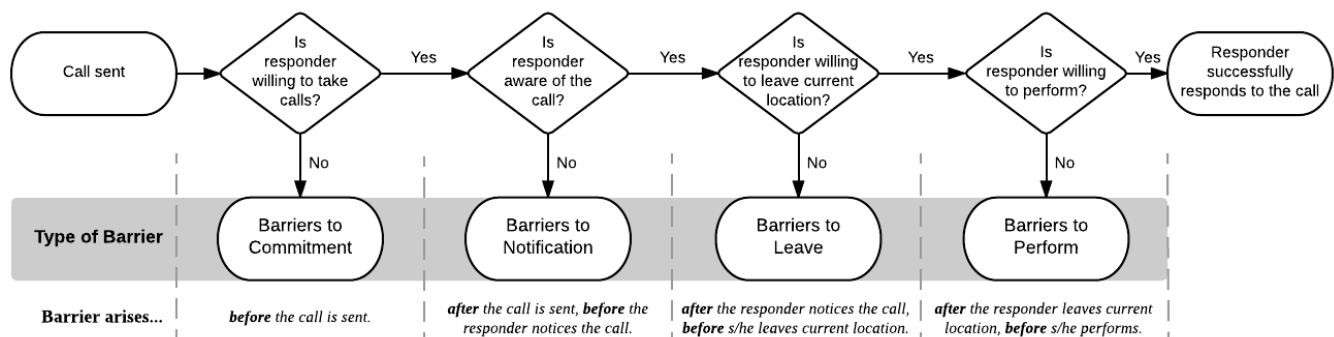 Call sent
Is
responder
willing to take
calls?
Yes
Is
responder
aware of the
call?
Yes
Is
responder willing
to leave current
location?
Yes
Is
responder willing
to perform?
Yes
Responder
successfully
responds to the call
No
No
No
No
Type of Barrier
Barriers to
Commitment
Barriers to
Notification
Barriers to
Leave
Barriers to
Perform
Barrier arises...
before the call is sent.
after the call is sent, before the
responder notices the call.
after the responder notices the call,
before s/he leaves current location.
after the responder leaves current
location, before s/he performs.